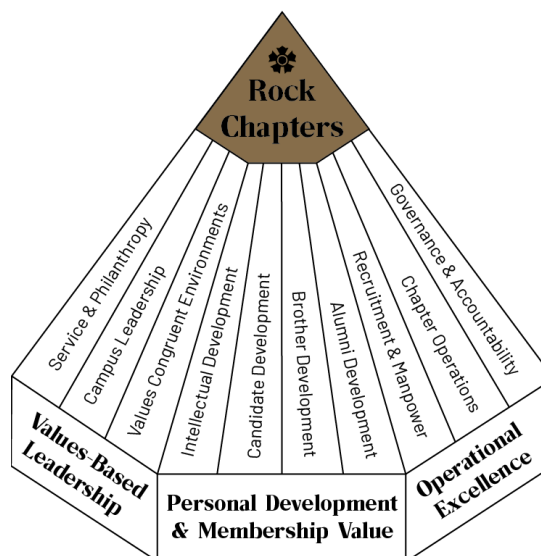 Rock
Chapters
Service & Philanthropy
Campus Leadership
Values Congruent Environments
Intellectual Development
Candidate Development
Brother Development
Alumni Development
Recruitment & Manpower
Chapter Operations
Governance & Accountability
Values-Based
Leadership
Personal Development
& Membership Value
Operational
Excellence